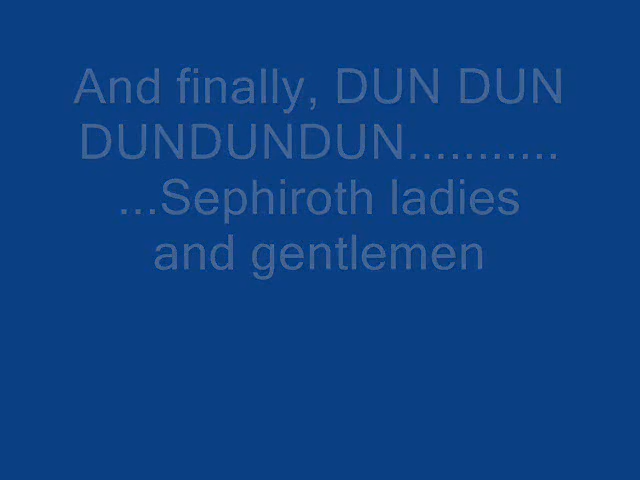 And finally, DUN DUN
DUNDUNDUN...........
...Sephiroth ladies
and gentlemen